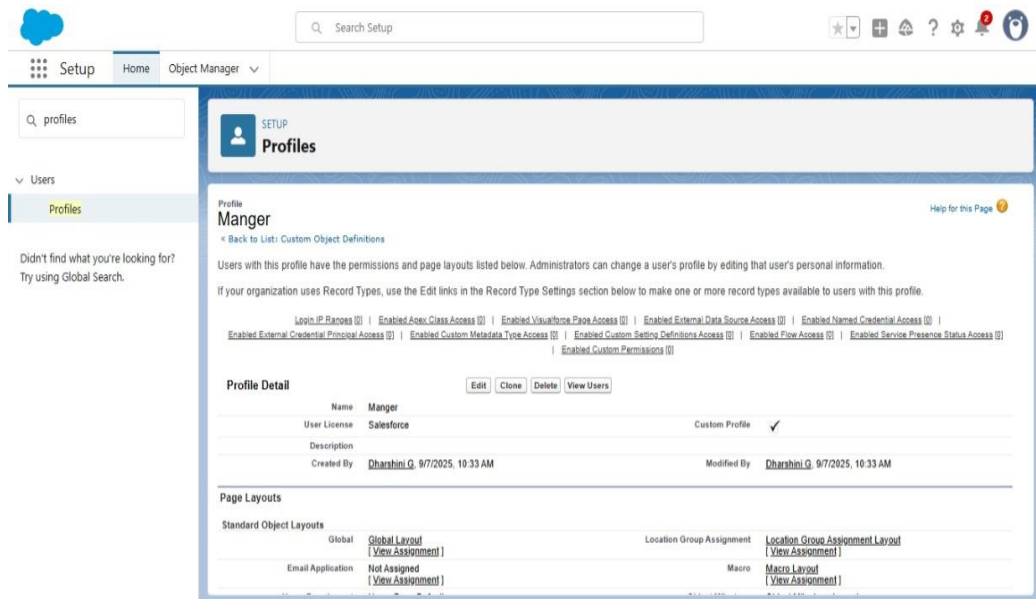 Search Setup
2
Setup Home Object Manager
profiles
Users
Profiles
Didn't find what you're looking for?
Try using Global Search.
SETUP
Profiles
Profile
Manger
Help for this Page
« Back to List: Custom Object Definitions
Users with this profile have the permissions and page layouts listed below. Administrators can change a user's profile by editing that user's personal information.
If your organization uses Record Types, use the Edit links in the Record Type Settings section below to make one or more record types available to users with this profile.
Login IP Ranges [0] | Enabled Apex Class Access [0] | Enabled Visualforce Page Access [0] | Enabled External Data Source Access [0] | Enabled Named Credential Access [0] |
Enabled External Credential Principal Access [0] | Enabled Custom Metadata Type Access [0] | Enabled Custom Setting Definitions Access [0] | Enabled Flow Access [0] | Enabled Service Presence Status Access [0]
| Enabled Custom Permissions [0]
Profile Detail Edit Clone Delete View Users
Name Manger
User License Salesforce Custom Profile ✓
Description
Created By Dharshini G, 9/7/2025, 10:33 AM Modified By Dharshini G, 9/7/2025, 10:33 AM
Page Layouts
Standard Object Layouts
Global Global Layout Location Group Assignment Location Group Assignment Layout
[ View Assignment ] [ View Assignment ]
Email Application Not Assigned Macro Macro Layout
[ View Assignment ] [ View Assignment ]